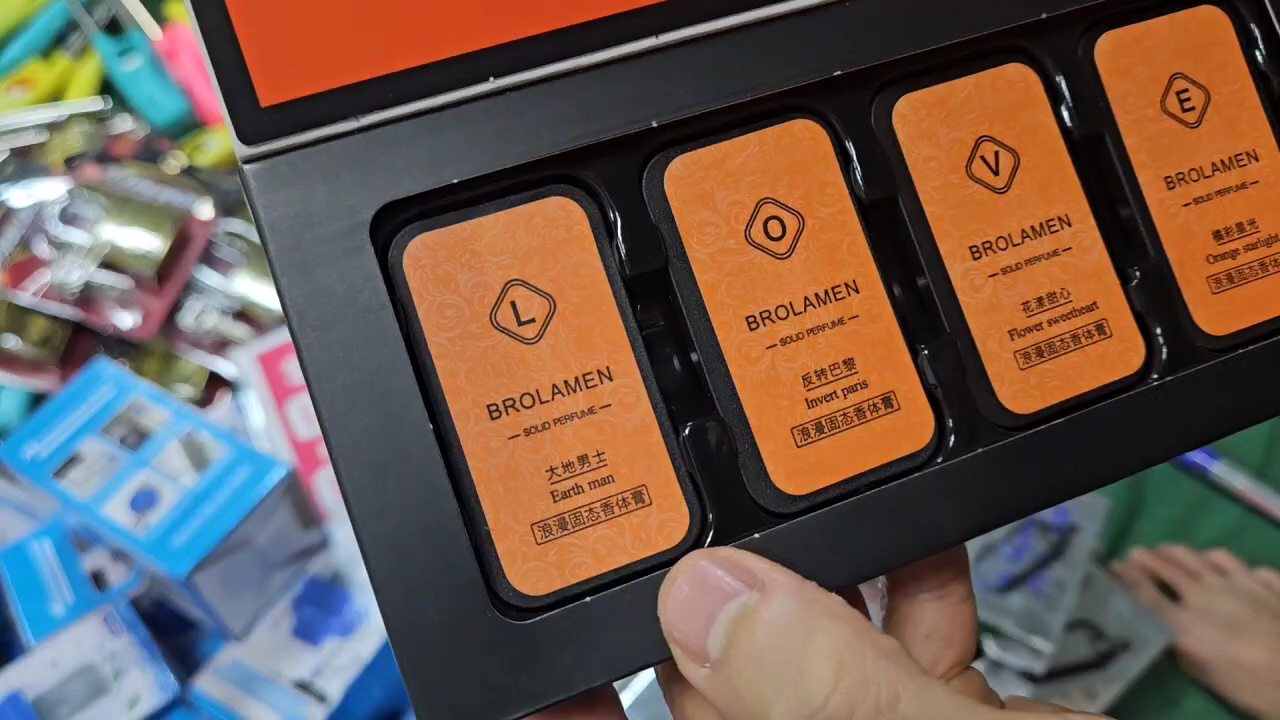 L
BROLAMEN
SOLID PERFUME
大地男士
Earth man
浪漫固态香体膏
O
BROLAMEN
SOLID PERFUME
反转巴黎
Invert paris
浪漫固态香体膏
V
BROLAMEN
SOLID PERFUME
花漾甜心
Flower sweetheart
浪漫固态香体膏
E
BROLAMEN
SOLID PERFUME
橘彩星光
Orange starlight
浪漫固态香体